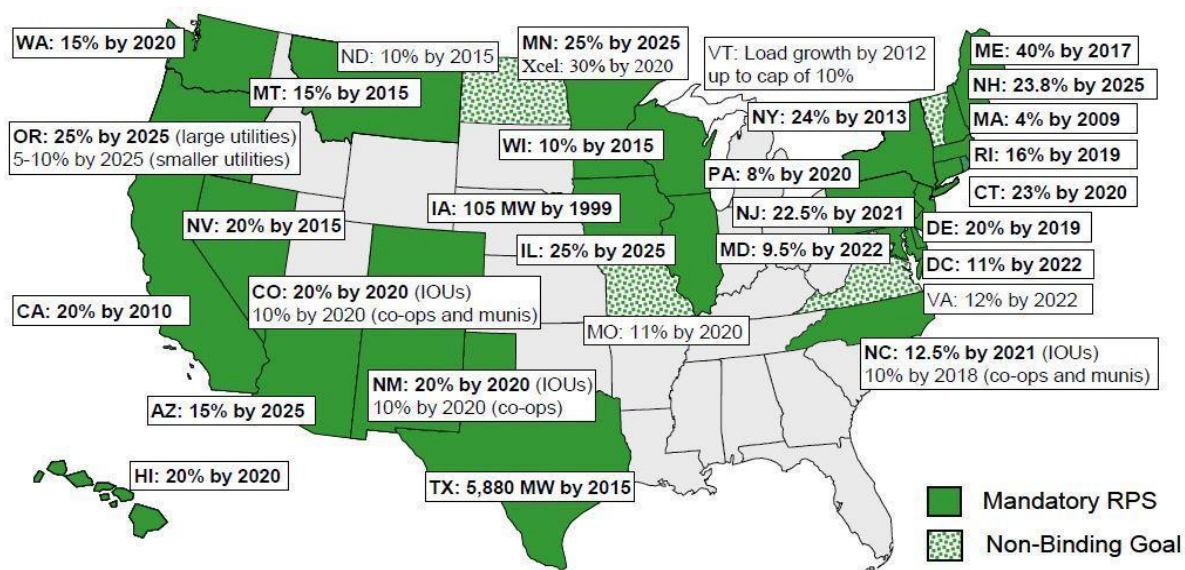 WA: 15% by 2020
ND: 10% by 2015
MN: 25% by 2025
Xcel: 30% by 2020
VT: Load growth by 2012
up to cap of 10%
ME: 40% by 2017
NH: 23.8% by 2025
MT: 15% by 2015
NY: 24% by 2013
MA: 4% by 2009
OR: 25% by 2025 (large utilities)
5-10% by 2025 (smaller utilities)
WI: 10% by 2015
RI: 16% by 2019
PA: 8% by 2020
CT: 23% by 2020
IA: 105 MW by 1999
NJ: 22.5% by 2021
NV: 20% by 2015
DE: 20% by 2019
IL: 25% by 2025
MD: 9.5% by 2022
DC: 11% by 2022
CO: 20% by 2020 (IOUs)
10% by 2020 (co-ops and munis)
VA: 12% by 2022
CA: 20% by 2010
MO: 11% by 2020
NC: 12.5% by 2021 (IOUs)
10% by 2018 (co-ops and munis)
NM: 20% by 2020 (IOUs)
10% by 2020 (co-ops)
AZ: 15% by 2025
HI: 20% by 2020
TX: 5,880 MW by 2015
Mandatory RPS
Non-Binding Goal